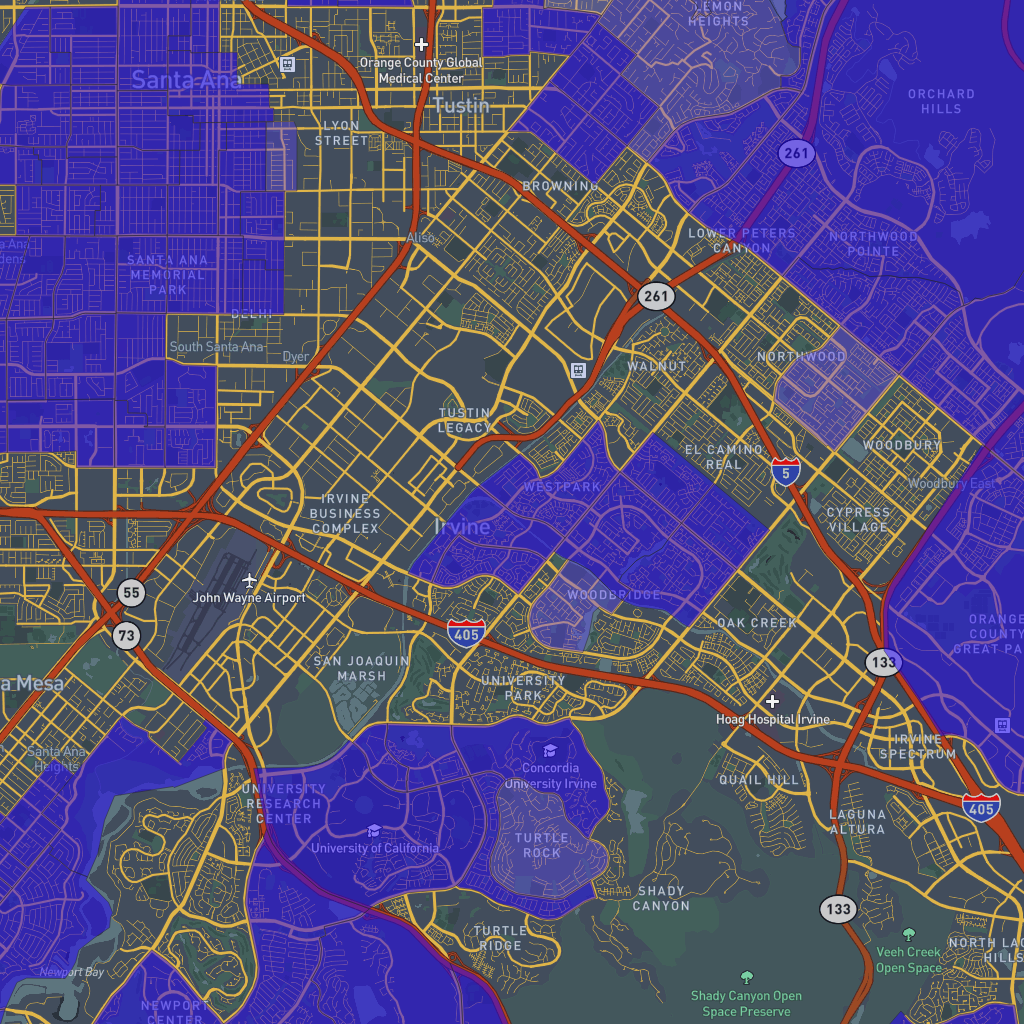 LEMON
HEIGHTS
Orange County Global
Medical Center
Santa Ana
Tustin
ORCHARD
HILLS
LYON
STREET
261
BROWNING
LOWER PETERS
CANYON
NORTHWOOD
POINTE
Aliso
SANTA ANA
MEMORIAL
PARK
261
DELHI
South Santa Ana
Dyer
NORTHWOOD
WALNUT
TUSTIN
LEGACY
WOODBURY
EL CAMINO
REAL
5
Woodbury East
WESTPARK
IRVINE
BUSINESS
COMPLEX
Irvine
CYPRESS
VILLAGE
John Wayne Airport
55
WOODBRIDGE
73
405
OAK CREEK
ORANGE
COUNTY
GREAT PA
133
SAN JOAQUIN
MARSH
a Mesa
UNIVERSITY
PARK
Hoag Hospital Irvine
Santa Ana
Heights
IRVINE
SPECTRUM
Concordia
University Irvine
QUAIL HILL
UNIVERSITY
RESEARCH
CENTER
405
LAGUNA
ALTURA
University of California
TURTLE
ROCK
SHADY
CANYON
133
TURTLE
RIDGE
Veeh Creek
Open Space
NORTH LAG
HILLS
Newport Bay
Shady Canyon Open
Space Preserve
NEWPORT
CENTER